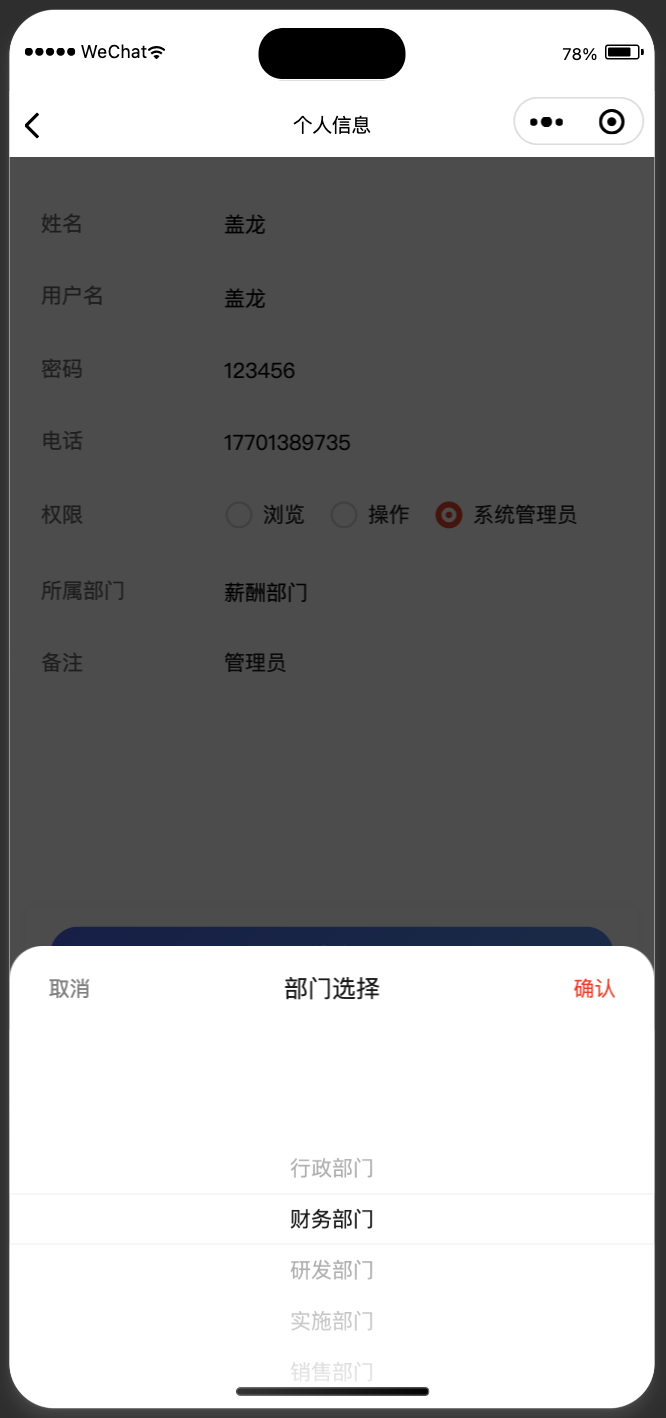 WeChat 78%
个人信息
姓名 盖龙
用户名 盖龙
密码 123456
电话 17701389735
权限 浏览 操作 系统管理员
所属部门 薪酬部门
备注 管理员
取消 部门选择 确认
行政部门
财务部门
研发部门
实施部门
销售部门